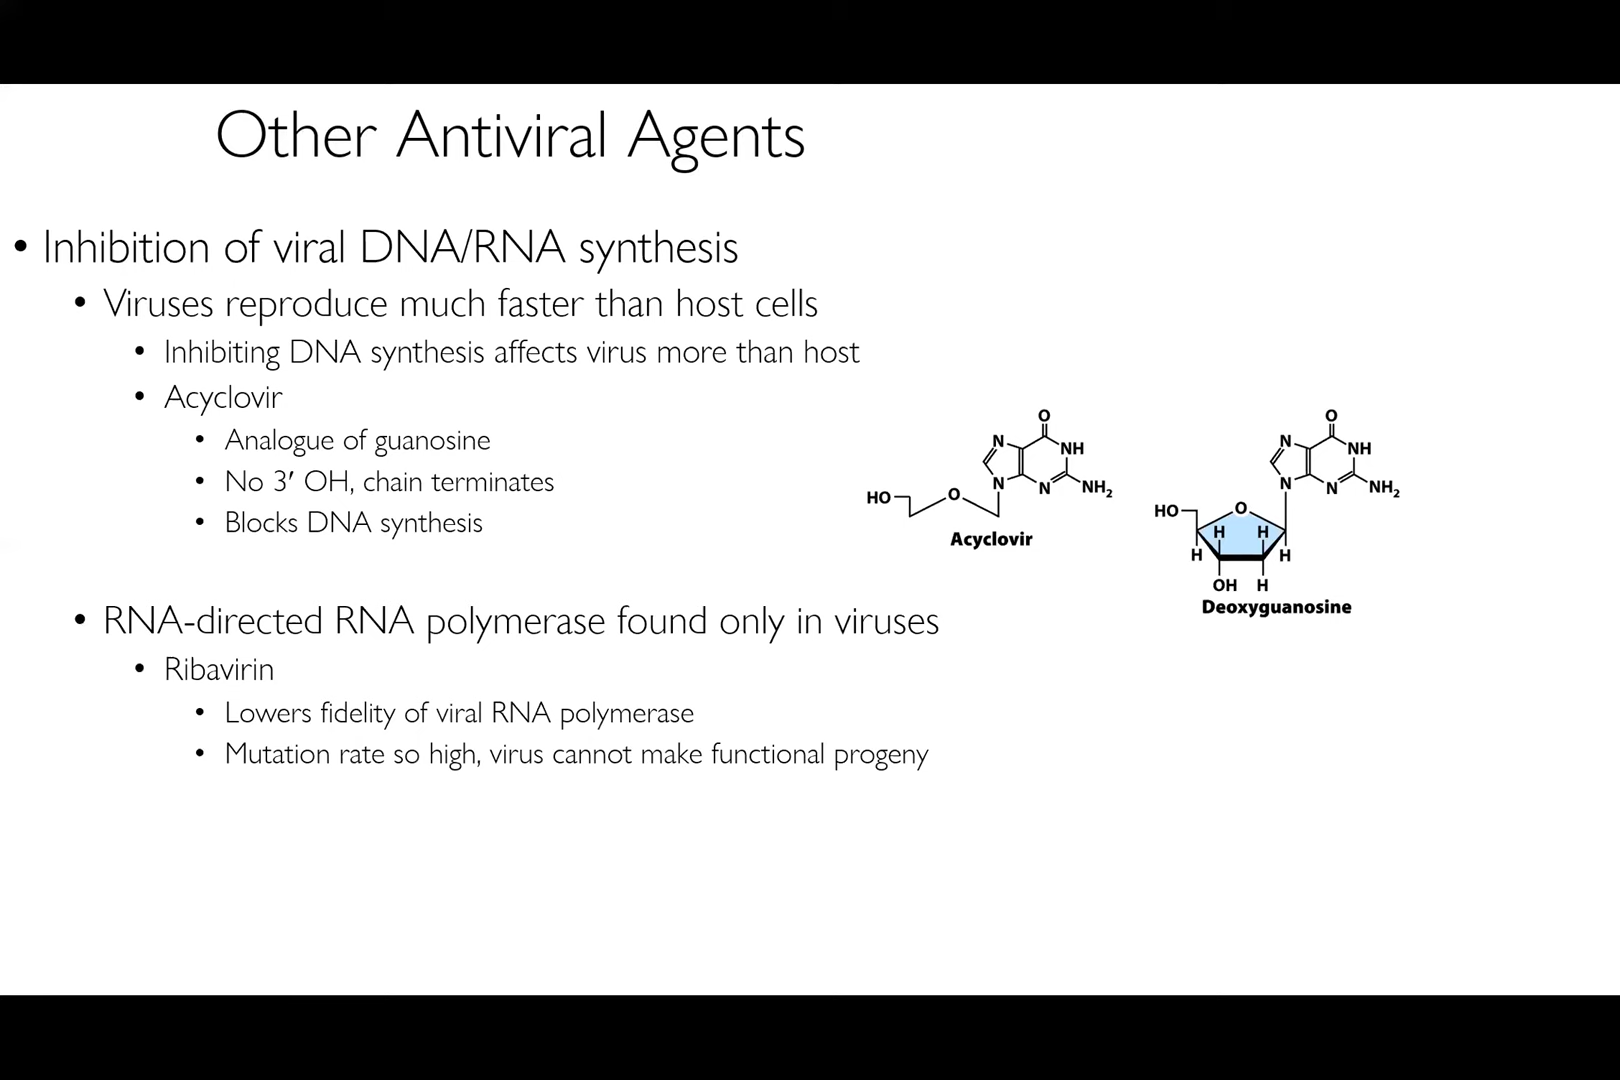 Other Antiviral Agents
• Inhibition of viral DNA/RNA synthesis
• Viruses reproduce much faster than host cells
• Inhibiting DNA synthesis affects virus more than host
• Acyclovir
• Analogue of guanosine
• No 3′ OH, chain terminates
• Blocks DNA synthesis
O
N
NH
N
N
NH2
HO
O
Acyclovir
O
N
NH
N
N
NH2
HO
O
H
H
H
H
OH
H
Deoxyguanosine
• RNA-directed RNA polymerase found only in viruses
• Ribavirin
• Lowers fidelity of viral RNA polymerase
• Mutation rate so high, virus cannot make functional progeny